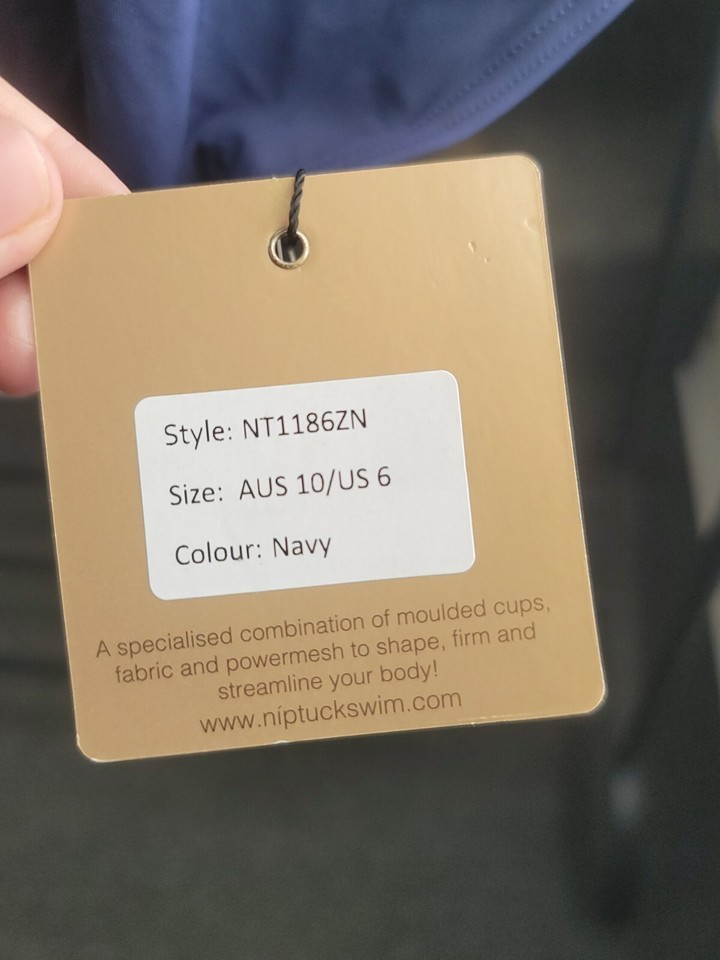 Style: NT1186ZN
Size: AUS 10/US 6
Colour: Navy
A specialised combination of moulded cups,
fabric and powermesh to shape, firm and
streamline your body!
www.niptuckswim.com